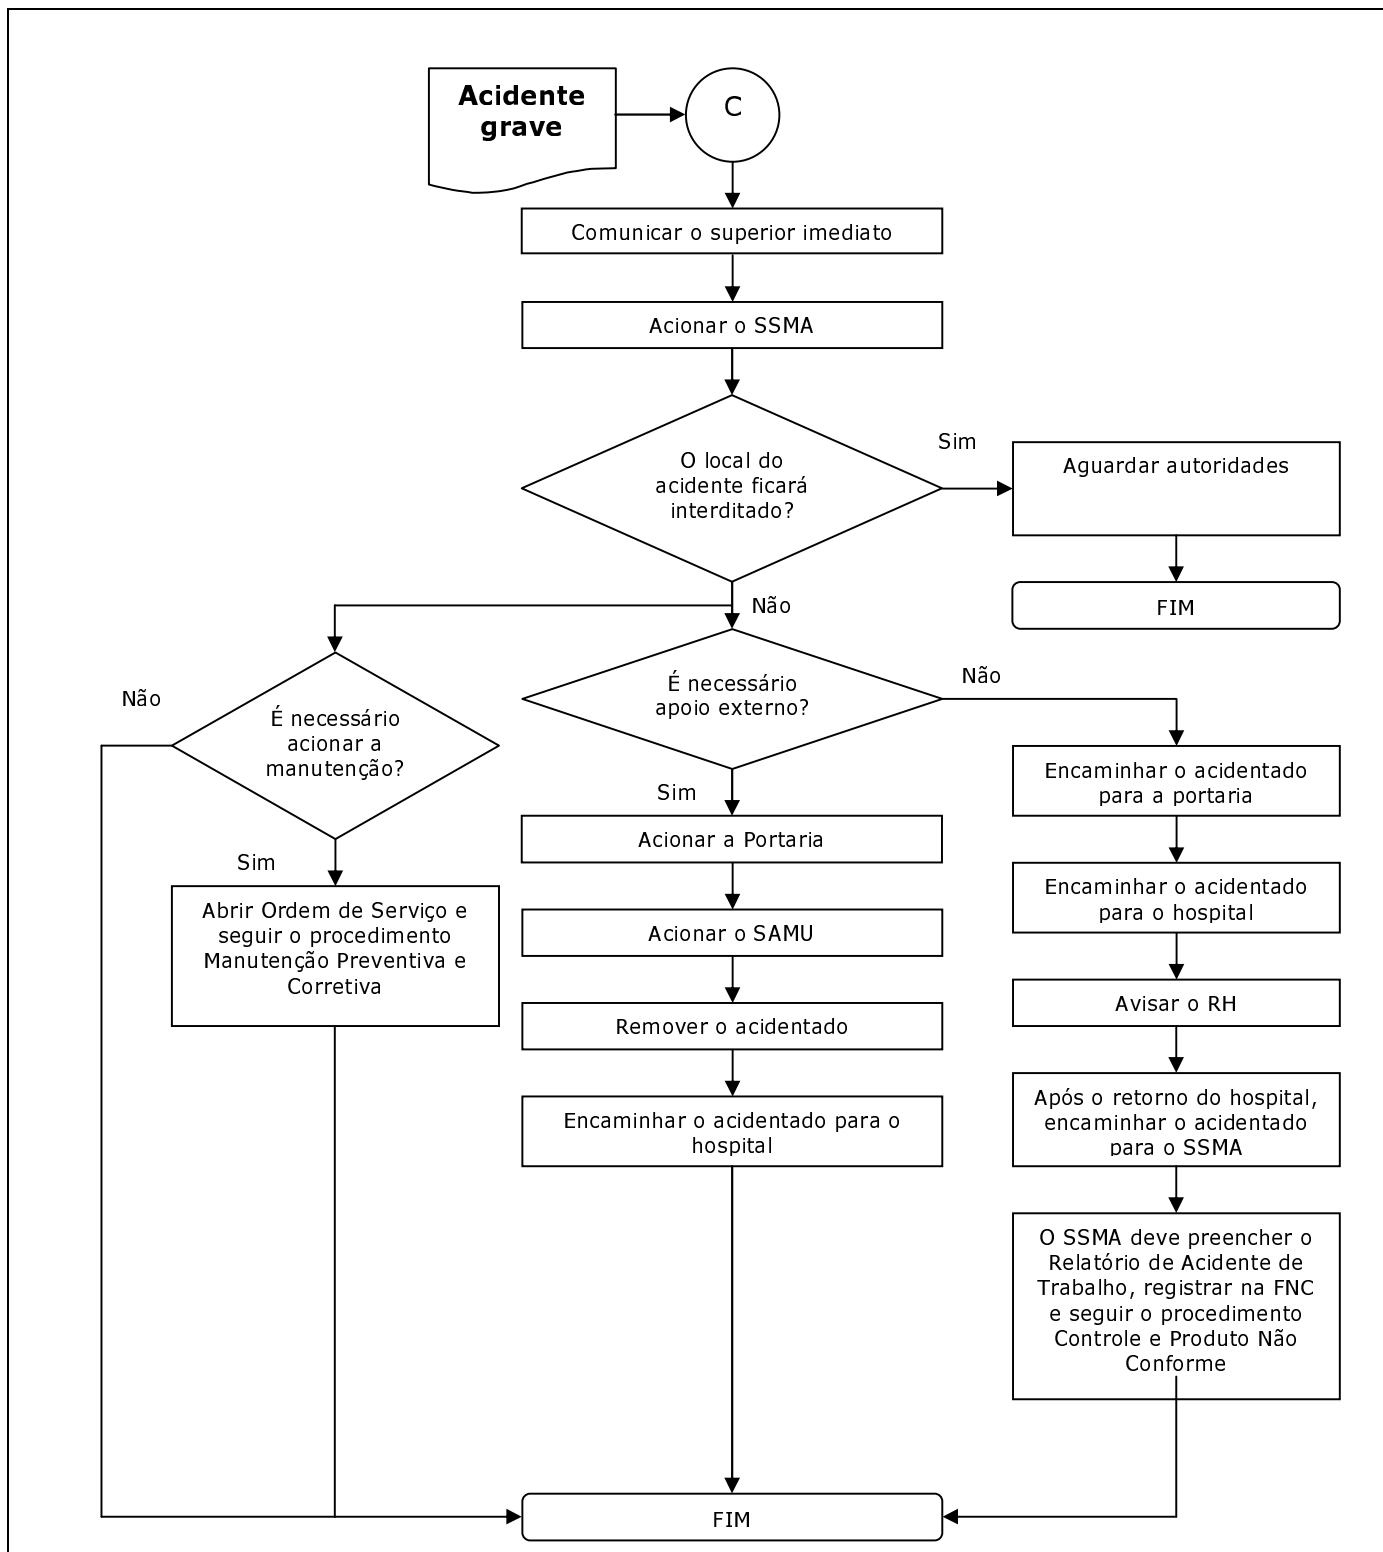 Acidente
grave
C
Comunicar o superior imediato
Acionar o SSMA
O local do
acidente ficará
interditado?
Sim
Aguardar autoridades
FIM
Não
É necessário
apoio externo?
Não
Não
É necessário
acionar a
manutenção?
Sim
Abrir Ordem de Serviço e
seguir o procedimento
Manutenção Preventiva e
Corretiva
Sim
Acionar a Portaria
Acionar o SAMU
Remover o acidentado
Encaminhar o acidentado para o
hospital
Encaminhar o acidentado
para a portaria
Encaminhar o acidentado
para o hospital
Avisar o RH
Após o retorno do hospital,
encaminhar o acidentado
para o SSMA
O SSMA deve preencher o
Relatório de Acidente de
Trabalho, registrar na FNC
e seguir o procedimento
Controle e Produto Não
Conforme
FIM